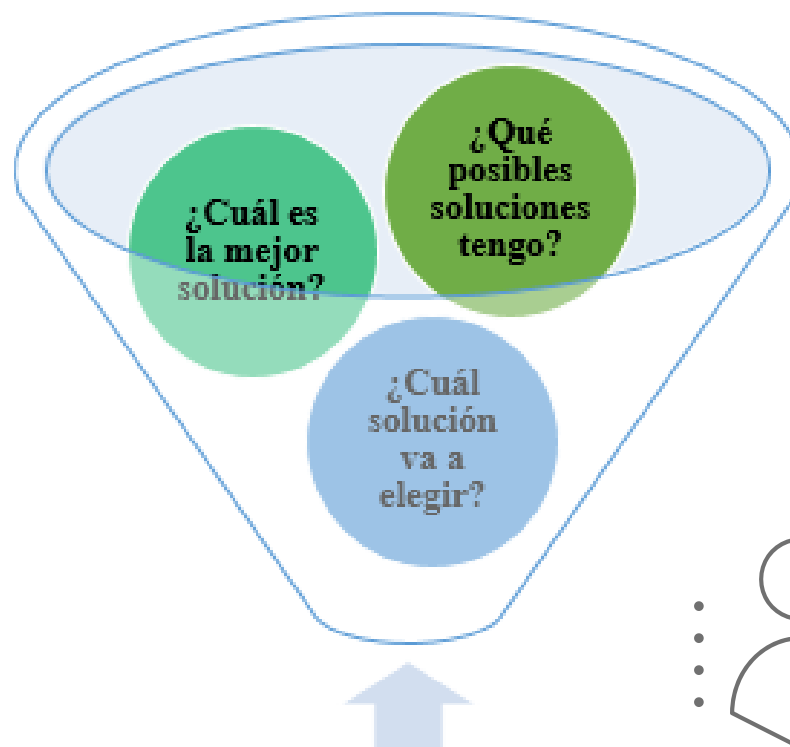 ¿Qué
posibles
soluciones
tengo?
¿Cuál es
la mejor
solución?
¿Cuál
solución
va a
elegir?